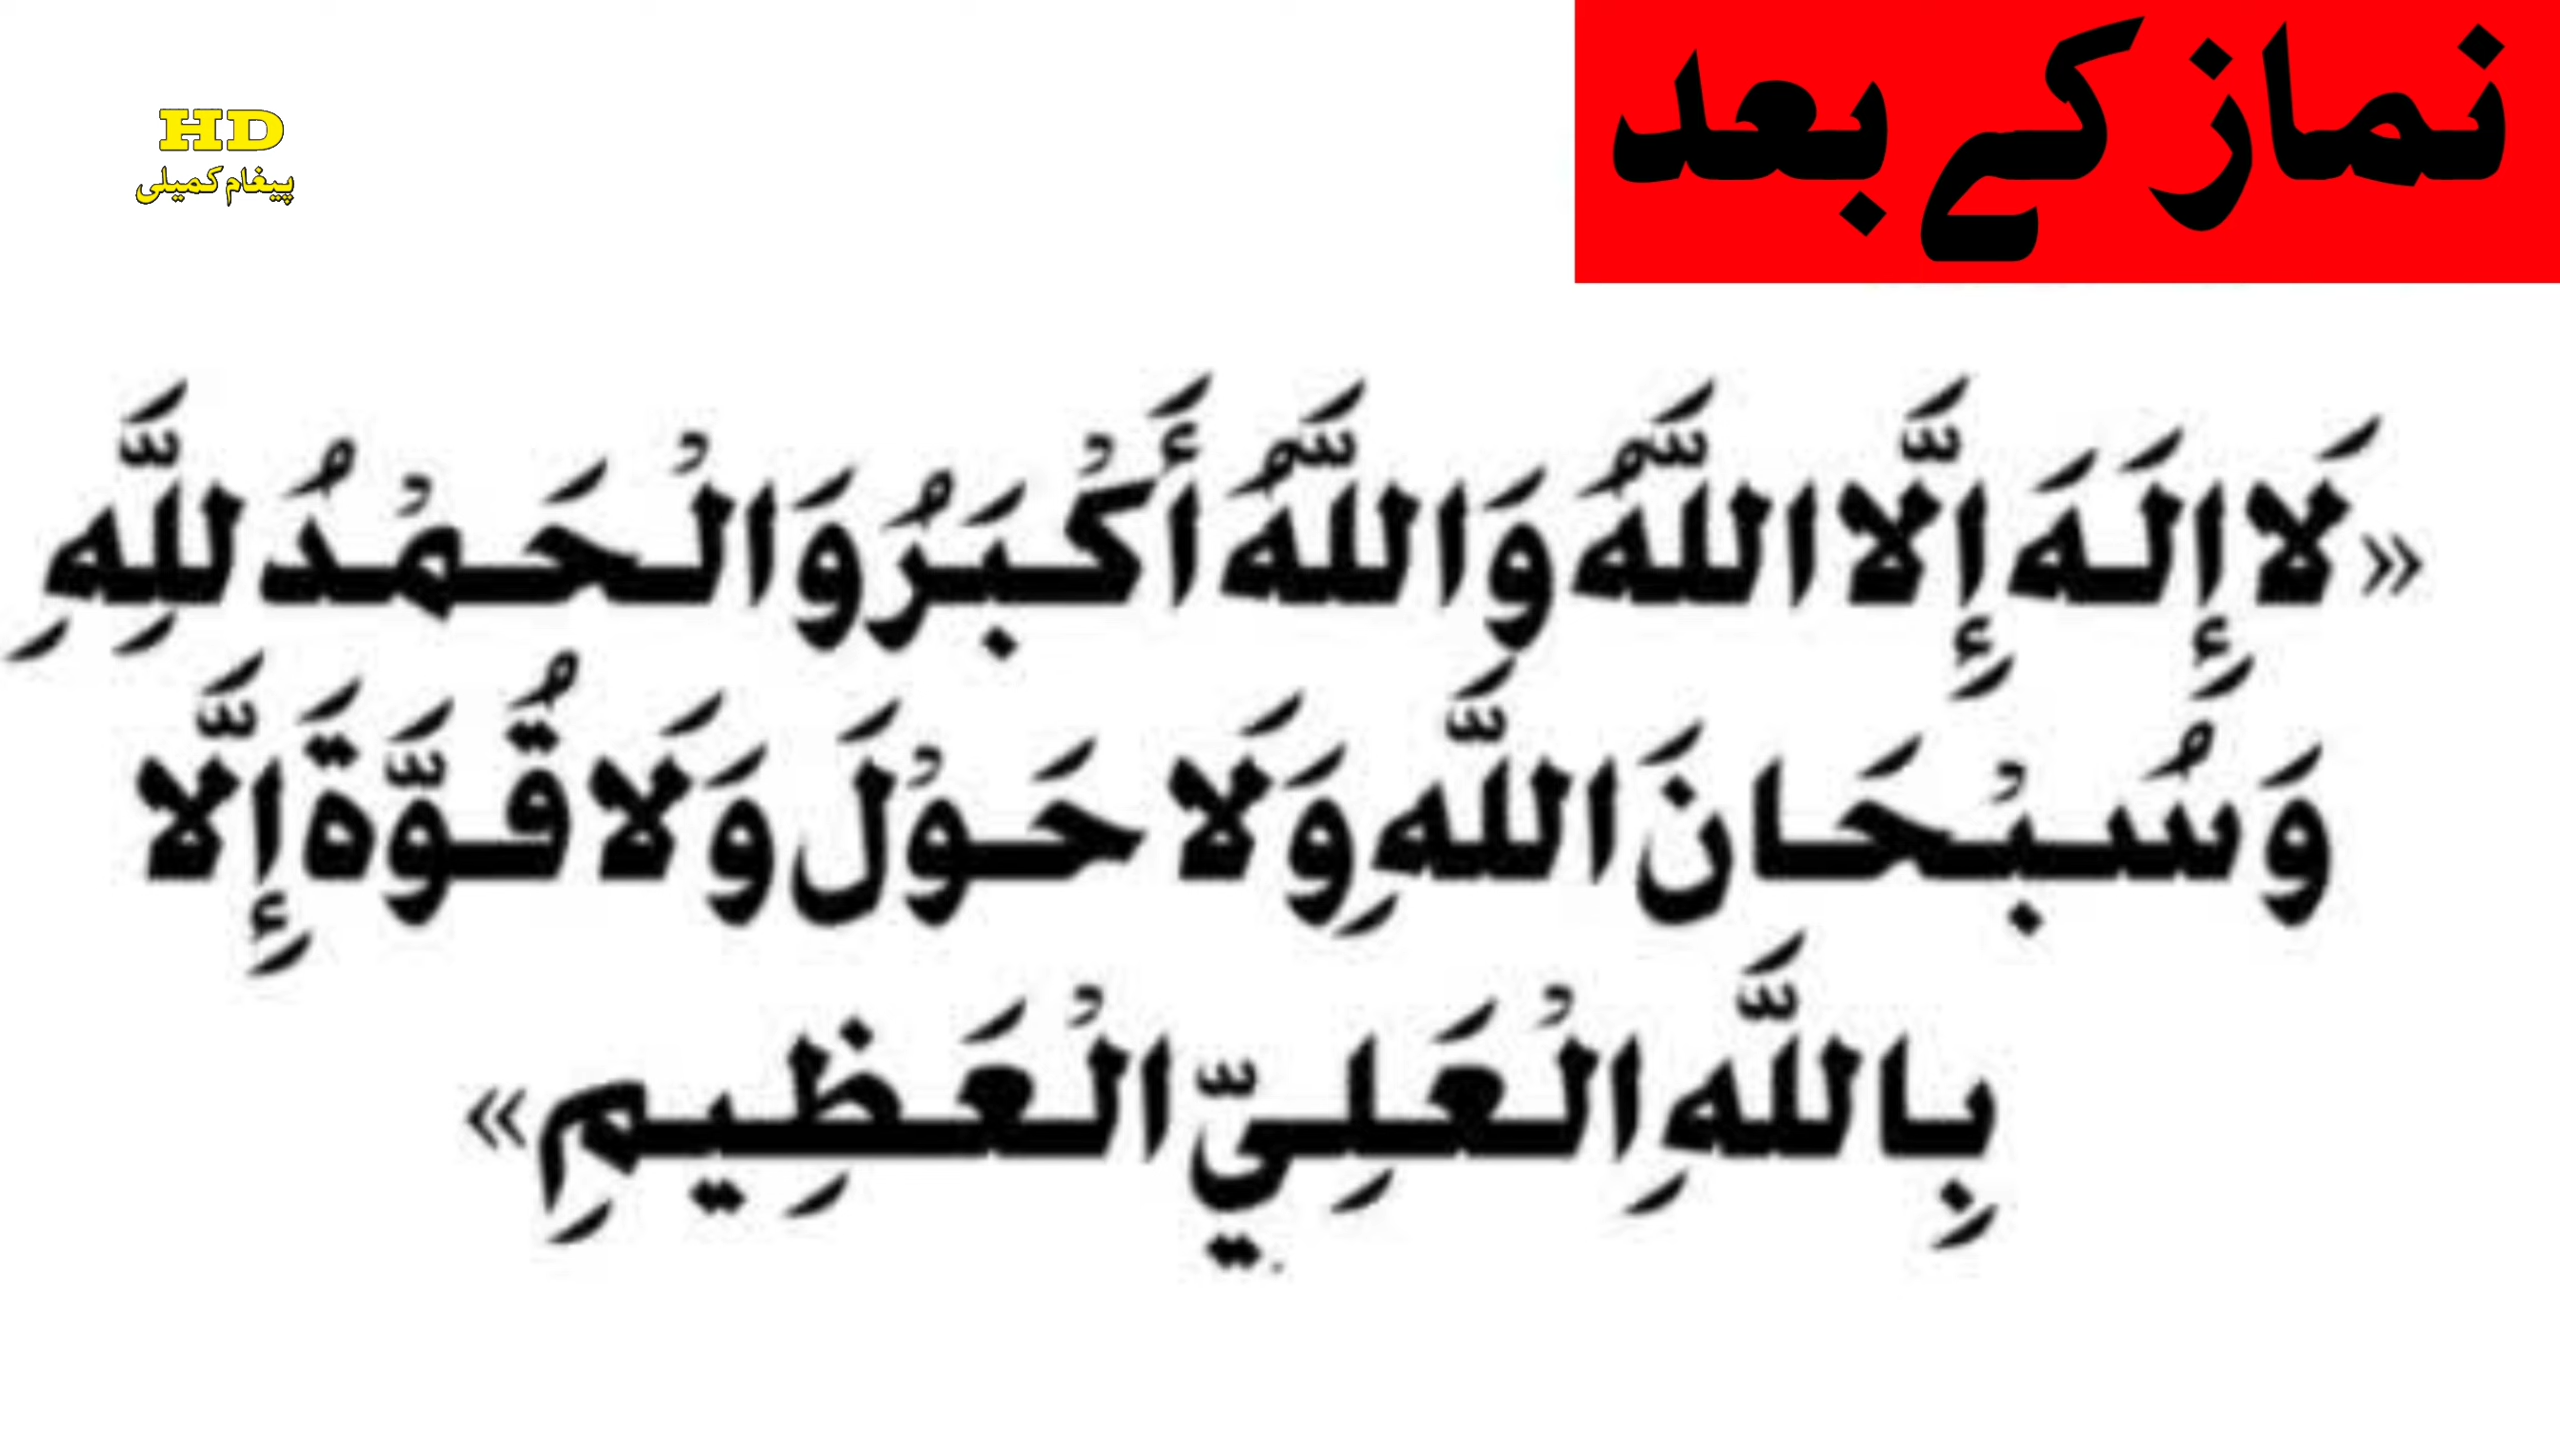 نماز کے بعد
HD
پیغام کمیلی
«لَا إِلَهَ إِلَّا اللَّهُ وَاللَّهُ أَكْبَرُ وَالْحَمْدُ لِلَّهِ
وَسُبْحَانَ اللَّهِ وَلَا حَوْلَ وَلَا قُوَّةَ إِلَّا
بِاللَّهِ الْعَلِيِّ الْعَظِيمِ»